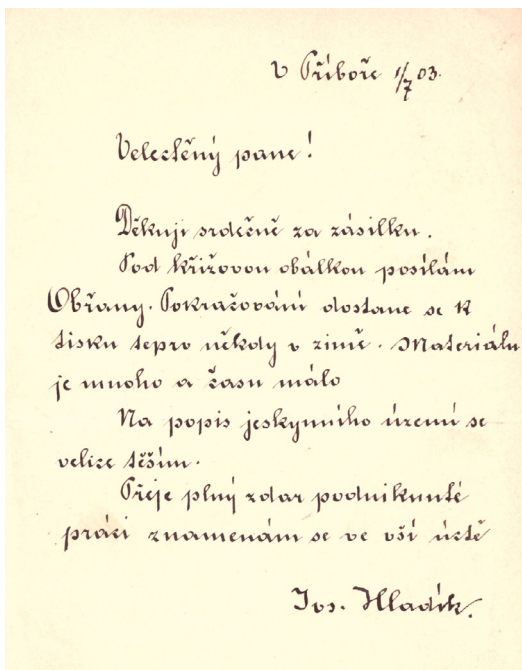 V Příboře 1/7 03.
Velectěný pane!
Děkuji srdečně za zásilku.
Pod křížovou obálkou posílám
Obřany. Pokračování dostane se k
tisku tepro někdy v zimě. Materiálu
je mnoho a času málo
Na popis jeskynního území se
velice těším.
Přeje plný zdar podniknuté
práci znamenám se ve vší úctě
Jos. Hladík.